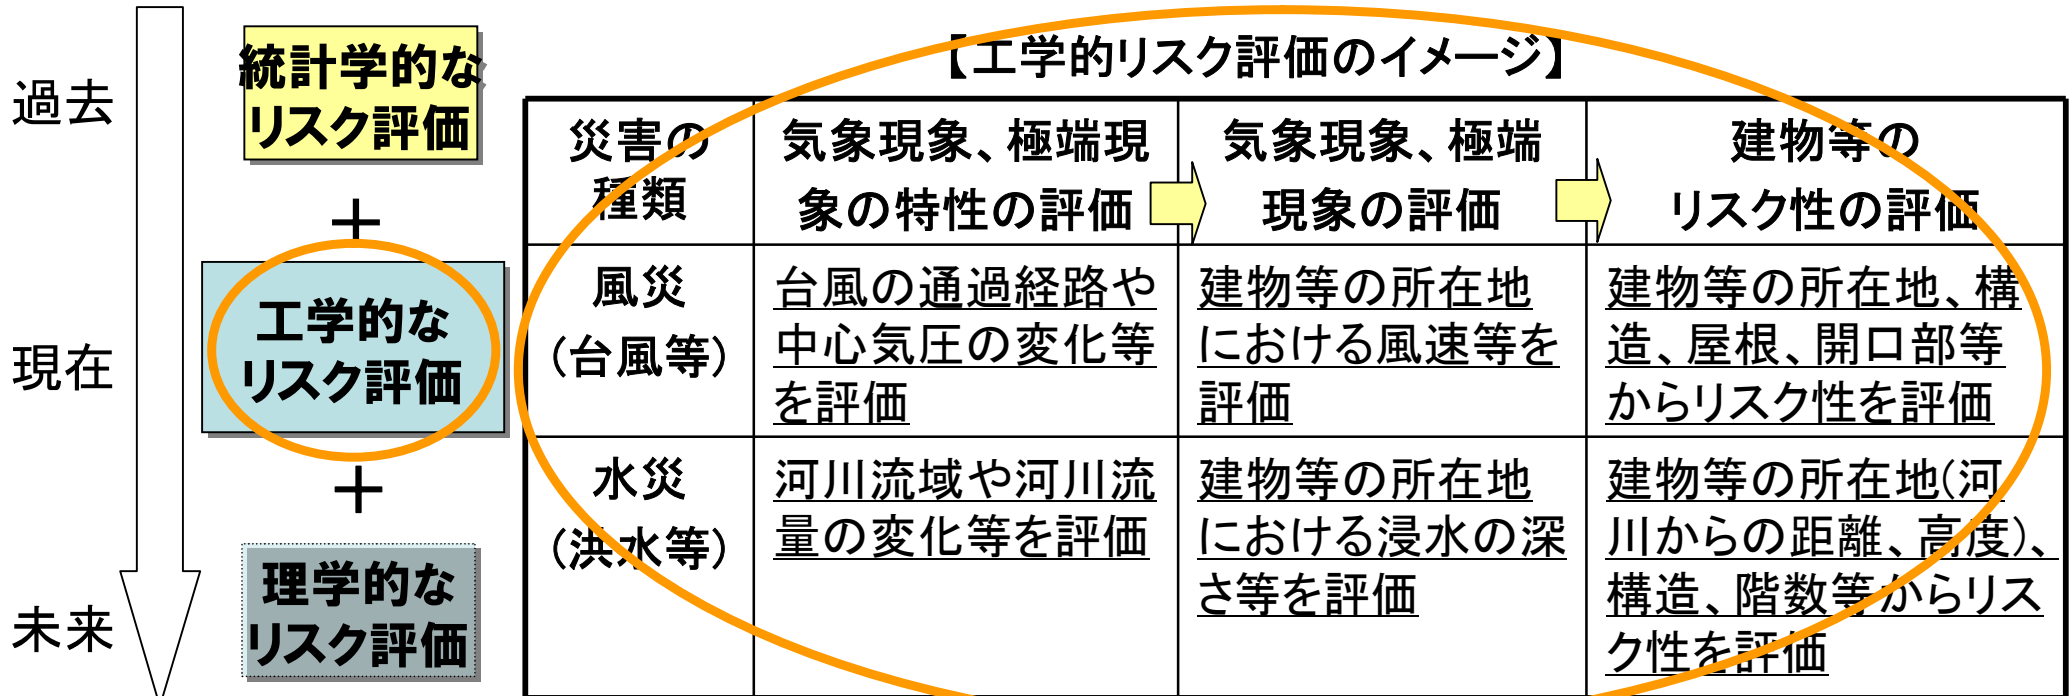 過去
統計学的な
リスク評価
＋
現在
工学的な
リスク評価
＋
未来
理学的な
リスク評価
【工学的リスク評価のイメージ】
災害の
種類
気象現象、極端現
象の特性の評価
気象現象、極端
現象の評価
建物等の
リスク性の評価
風災
(台風等)
台風の通過経路や
中心気圧の変化等
を評価
建物等の所在地
における風速等を
評価
建物等の所在地、構
造、屋根、開口部等
からリスク性を評価
水災
(洪水等)
河川流域や河川流
量の変化等を評価
建物等の所在地
における浸水の深
さ等を評価
建物等の所在地(河
川からの距離、高度)、
構造、階数等からリス
ク性を評価